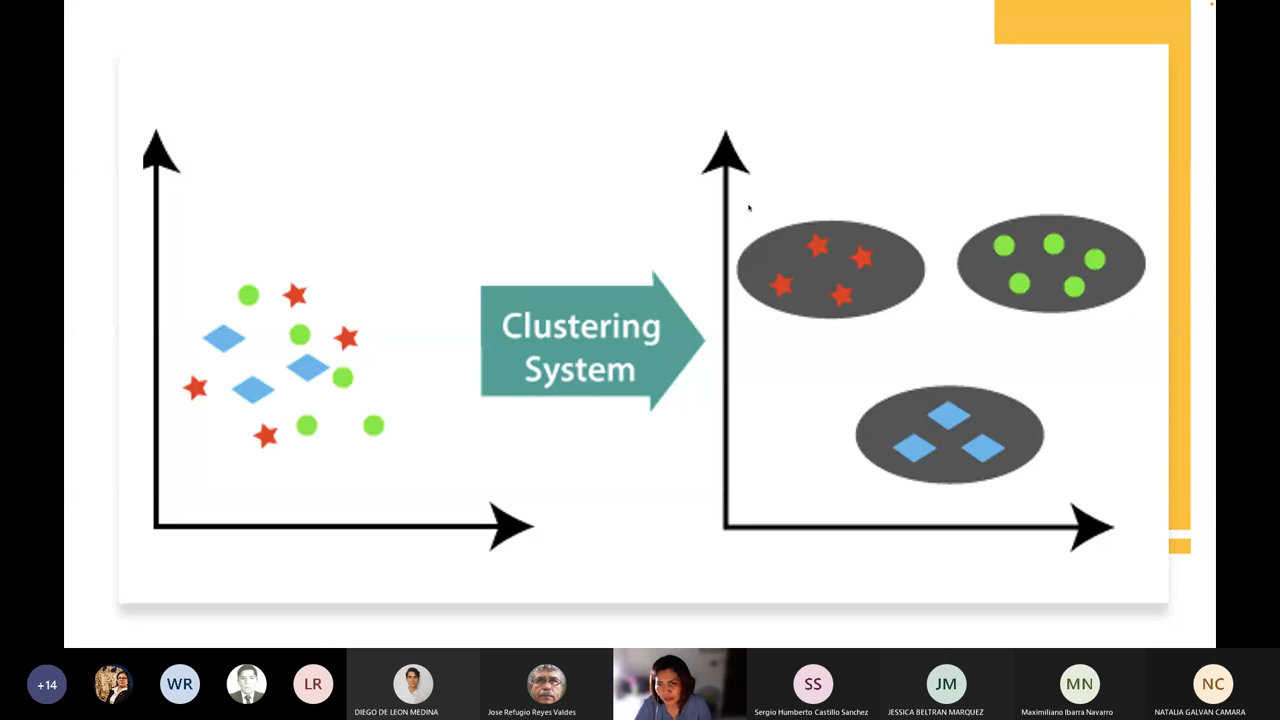 Clustering
System
+14
WR
LR
DIEGO DE LEON MEDINA
Jose Refugio Reyes Valdes
SS
Sergio Humberto Castillo Sanchez
JM
JESSICA BELTRAN MARQUEZ
MN
Maximiliano Ibarra Navarro
NC
NATALIA GALVAN CAMARA